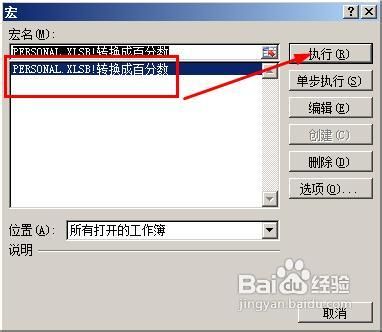 宏
宏名(M):
PERSONAL.XLSB!转换成百分数
PERSONAL.XLSB!转换成百分数
执行(R)
单步执行(S)
编辑(E)
创建(C)
删除(D)
选项(O)...
位置(A): 所有打开的工作簿
说明
Baidu经验
jingyan.baidu.com
取消